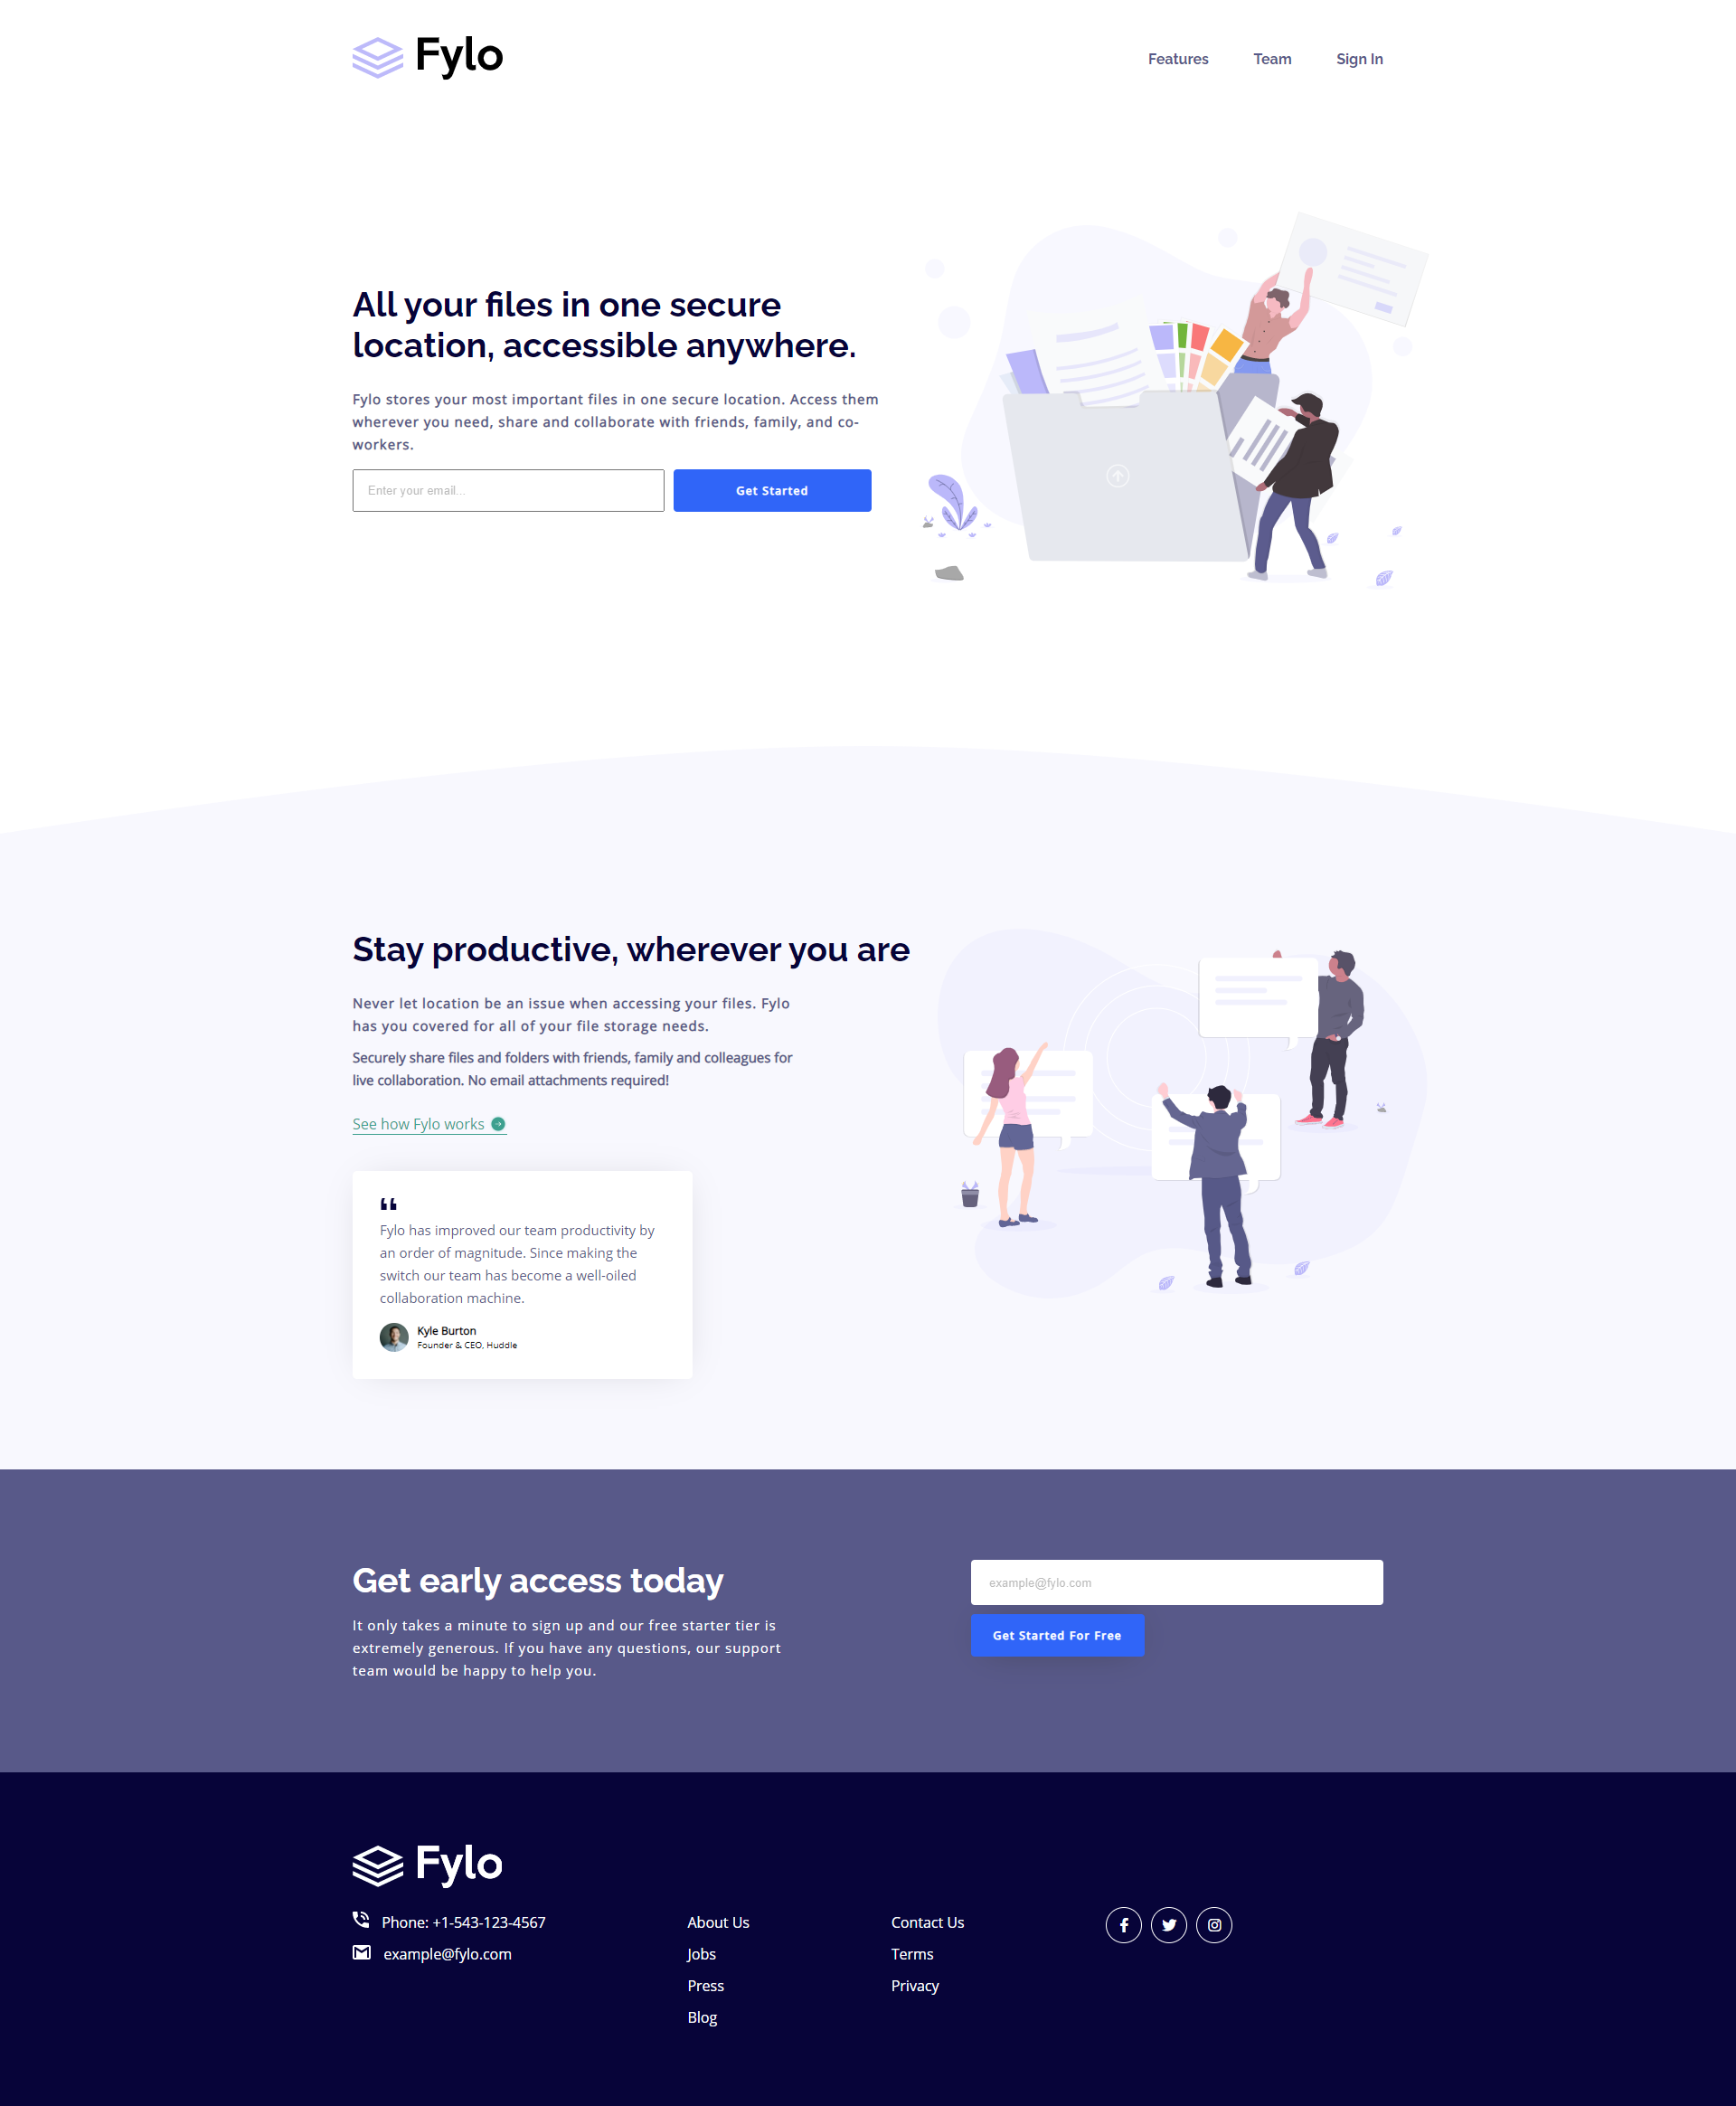 Fylo
Features Team Sign In
All your files in one secure
location, accessible anywhere.
Fylo stores your most important files in one secure location. Access them
wherever you need, share and collaborate with friends, family, and co-
workers.
Enter your email... Get Started
Stay productive, wherever you are
Never let location be an issue when accessing your files. Fylo
has you covered for all of your file storage needs.
Securely share files and folders with friends, family and colleagues for
live collaboration. No email attachments required!
See how Fylo works
“
Fylo has improved our team productivity by
an order of magnitude. Since making the
switch our team has become a well-oiled
collaboration machine.
Kyle Burton
Founder & CEO, Huddle
Get early access today
It only takes a minute to sign up and our free starter tier is
extremely generous. If you have any questions, our support
team would be happy to help you.
example@fylo.com
Get Started For Free
Fylo
Phone: +1-543-123-4567
example@fylo.com
About Us
Jobs
Press
Blog
Contact Us
Terms
Privacy